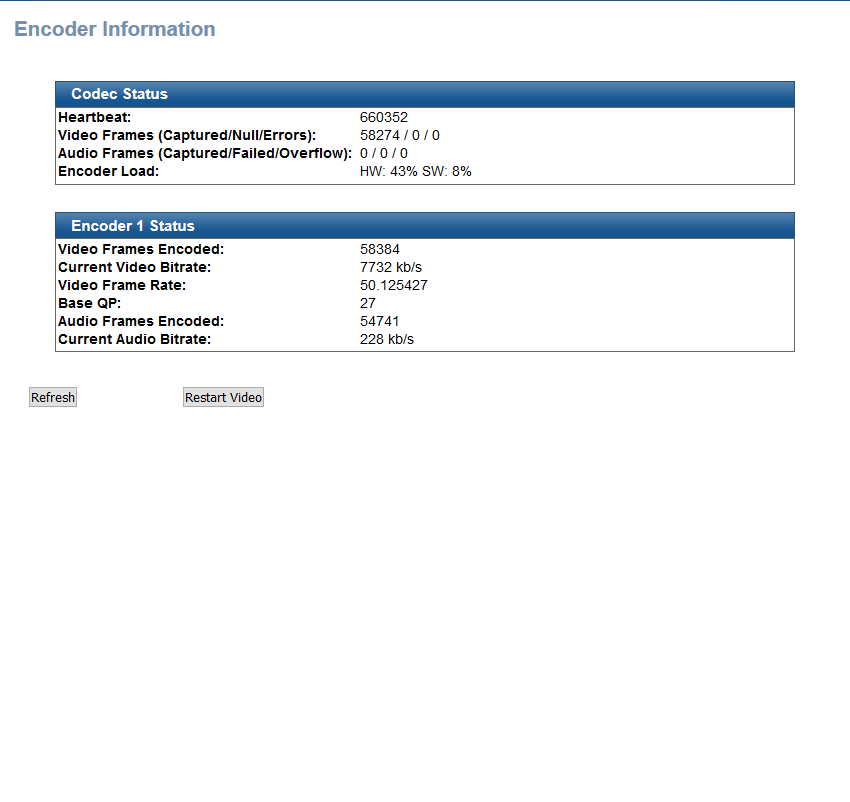 Encoder Information
Codec Status
Heartbeat: 660352
Video Frames (Captured/Null/Errors): 58274 / 0 / 0
Audio Frames (Captured/Failed/Overflow): 0 / 0 / 0
Encoder Load: HW: 43% SW: 8%
Encoder 1 Status
Video Frames Encoded: 58384
Current Video Bitrate: 7732 kb/s
Video Frame Rate: 50.125427
Base QP: 27
Audio Frames Encoded: 54741
Current Audio Bitrate: 228 kb/s
Refresh Restart Video